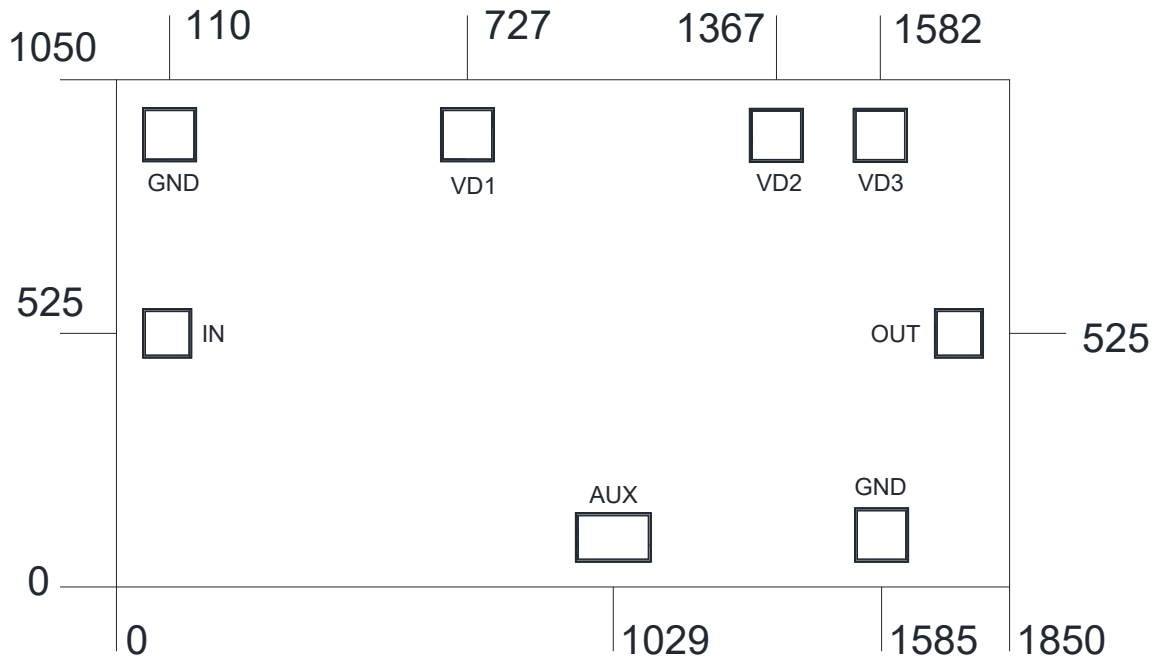 110 727 1367 1582
1050
GND VD1 VD2 VD3
525 IN OUT 525
AUX GND
0
0 1029 1585 1850